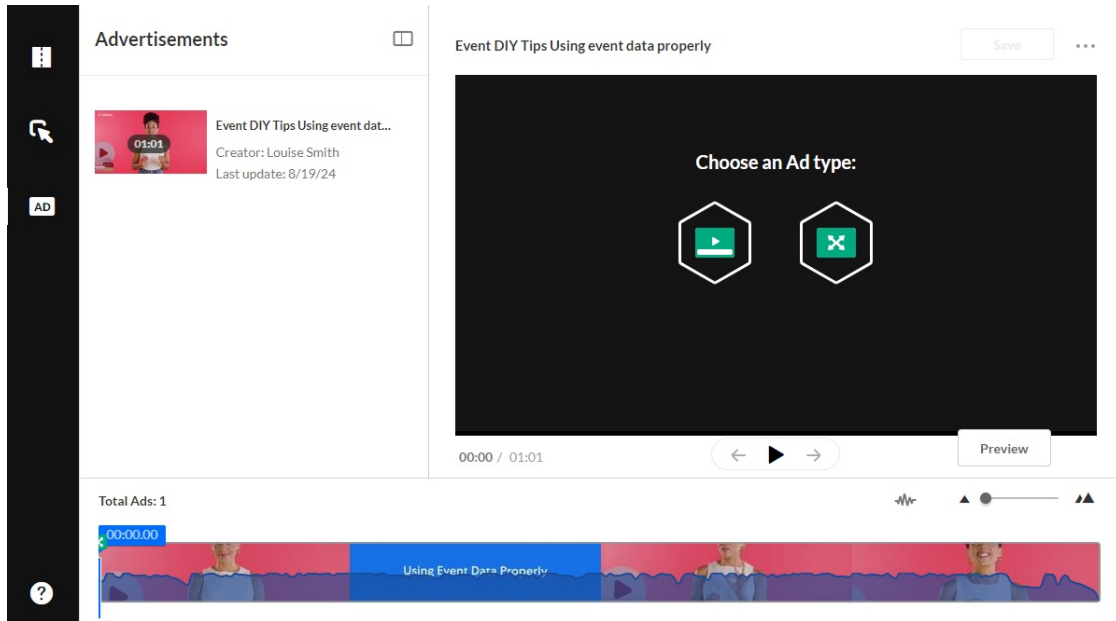 Advertisements
Event DIY Tips Using event data properly
Save
01:01
Event DIY Tips Using event dat...
Creator: Louise Smith
Last update: 8/19/24
AD
Choose an Ad type:
00:00 / 01:01
Preview
Total Ads: 1
00:00.00
Using Event Data Properly
?